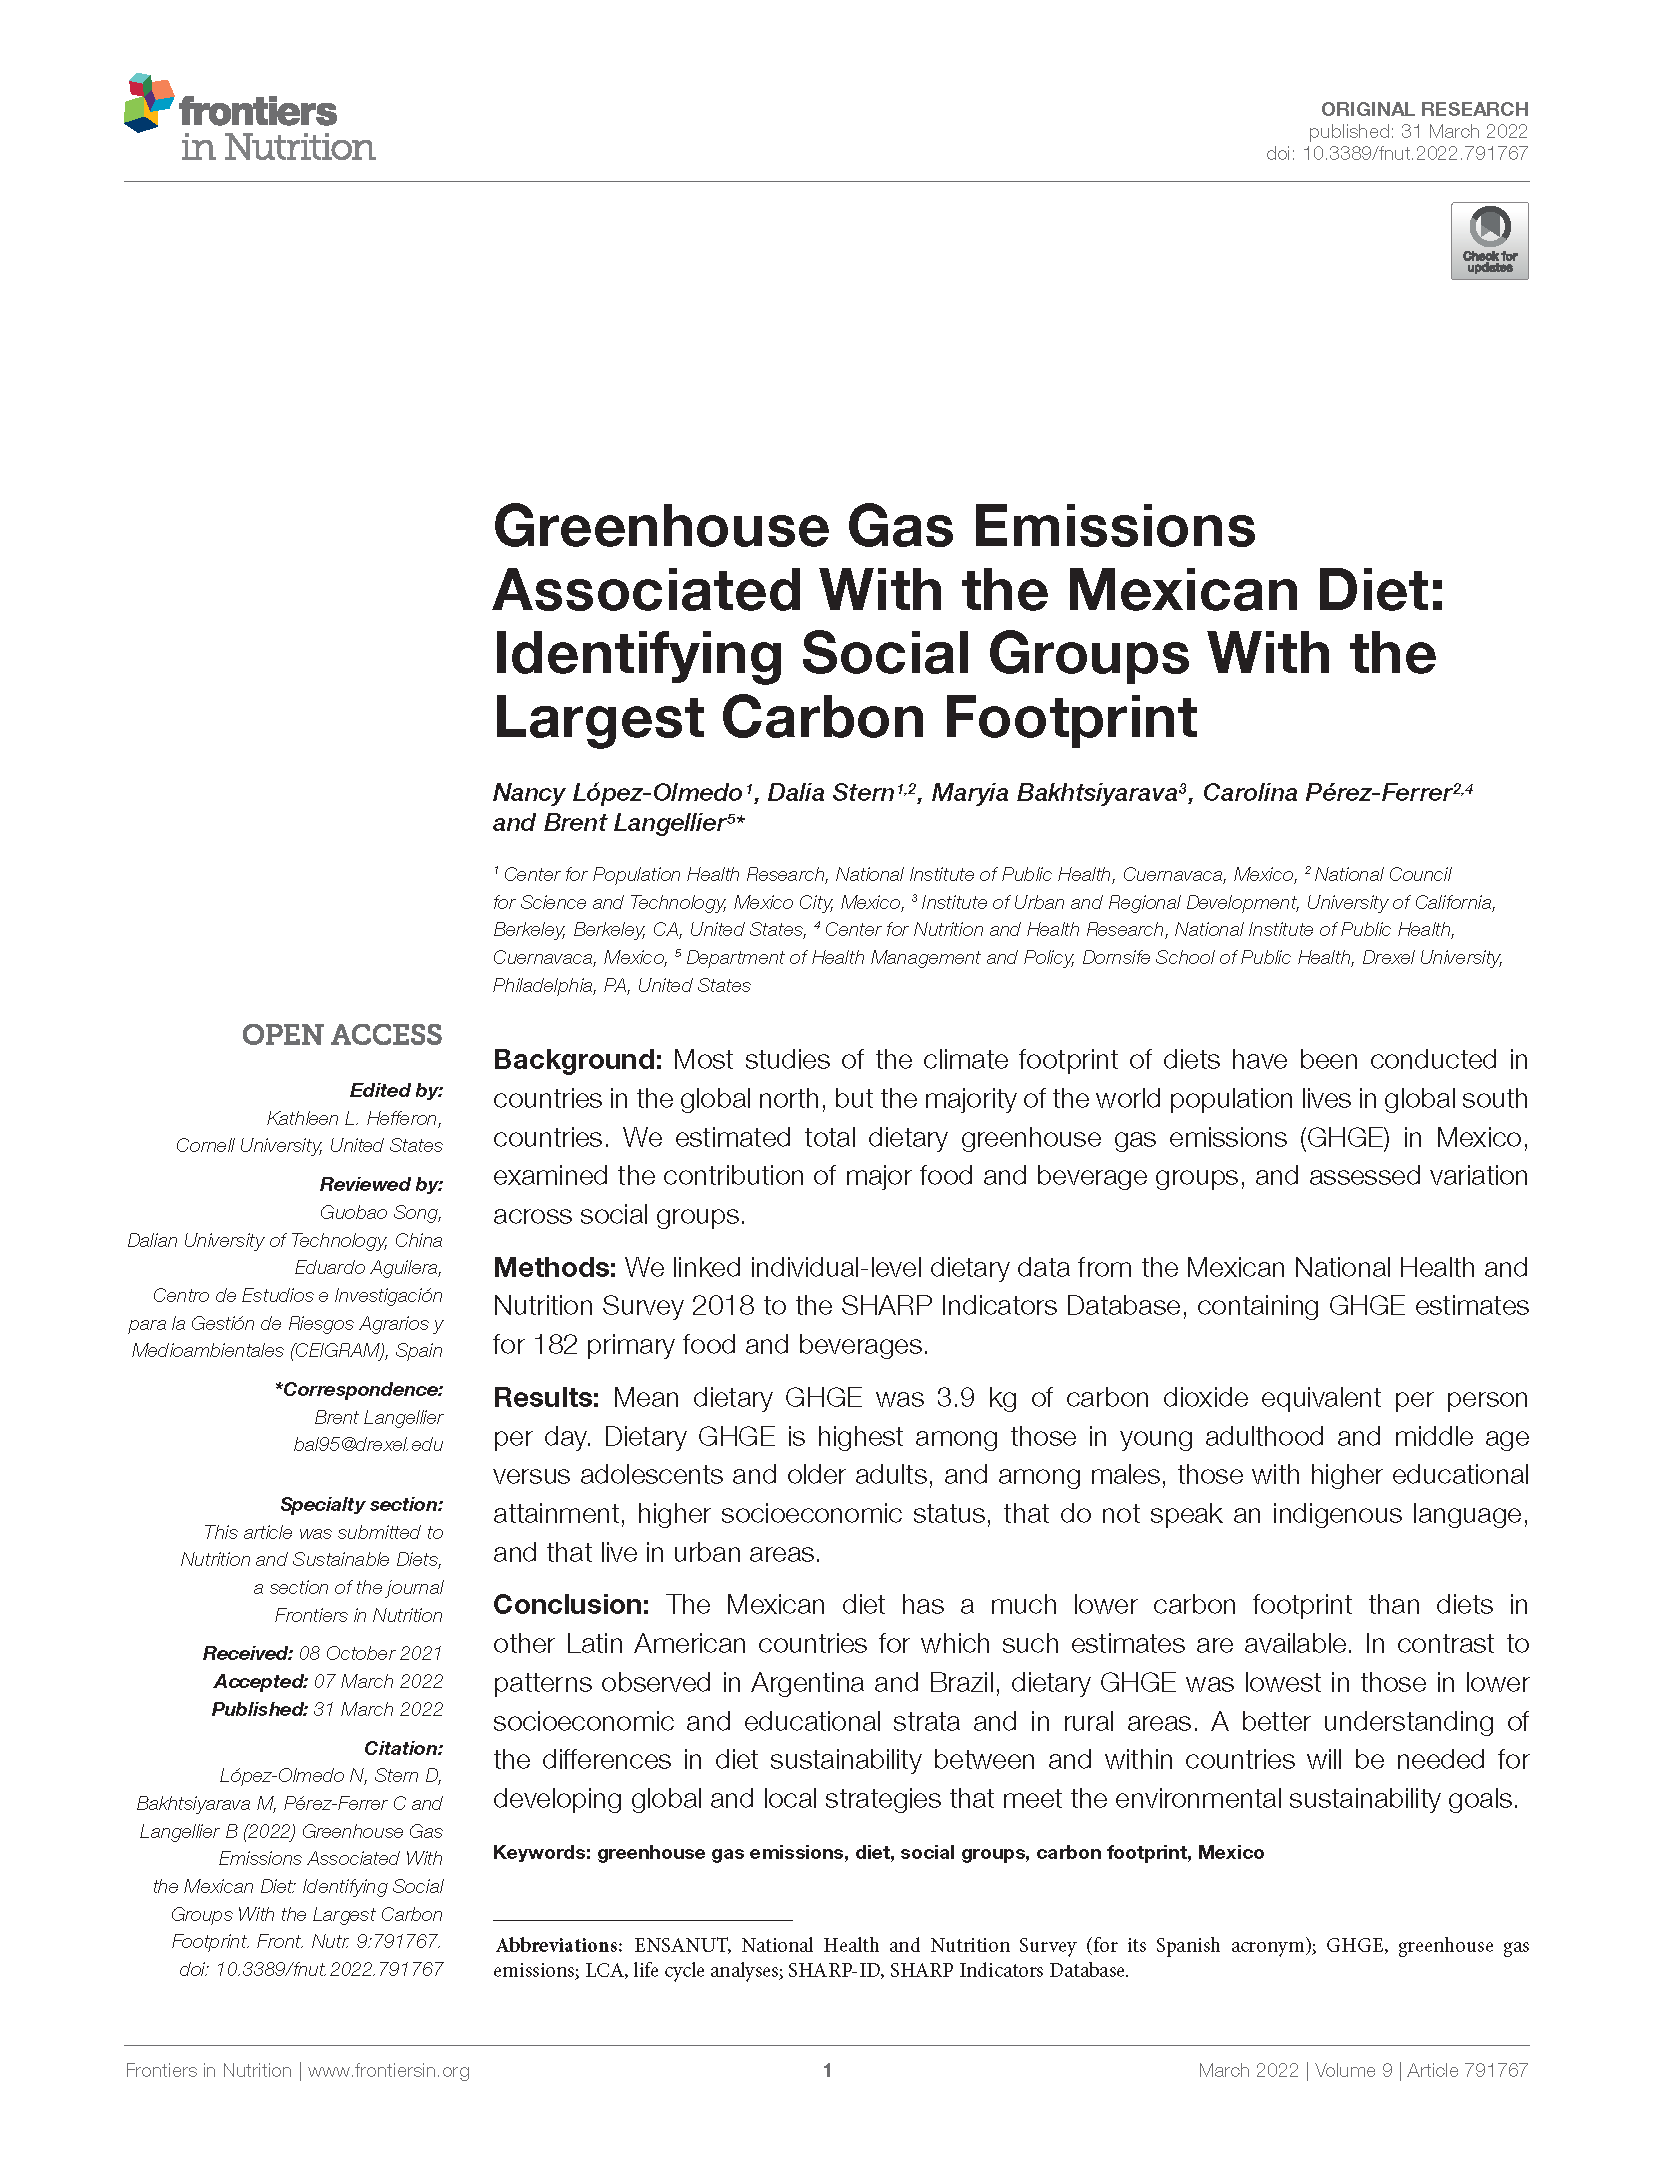 frontiers
in Nutrition
ORIGINAL RESEARCH
published: 31 March 2022
doi: 10.3389/fnut.2022.791767
Check for
updates
Greenhouse Gas Emissions
Associated With the Mexican Diet:
Identifying Social Groups With the
Largest Carbon Footprint
Nancy López-Olmedo¹, Dalia Stern¹,², Maryia Bakhtsiyarava³, Carolina Pérez-Ferrer²,⁴
and Brent Langellier⁵*
¹ Center for Population Health Research, National Institute of Public Health, Cuernavaca, Mexico, ² National Council
for Science and Technology, Mexico City, Mexico, ³ Institute of Urban and Regional Development, University of California,
Berkeley, Berkeley, CA, United States, ⁴ Center for Nutrition and Health Research, National Institute of Public Health,
Cuernavaca, Mexico, ⁵ Department of Health Management and Policy, Dornsife School of Public Health, Drexel University,
Philadelphia, PA, United States
OPEN ACCESS
Edited by:
Kathleen L. Hefferon,
Cornell University, United States
Reviewed by:
Guobao Song,
Dalian University of Technology, China
Eduardo Aguilera,
Centro de Estudios e Investigación
para la Gestión de Riesgos Agrarios y
Medioambientales (CEIGRAM), Spain
*Correspondence:
Brent Langellier
bal95@drexel.edu
Specialty section:
This article was submitted to
Nutrition and Sustainable Diets,
a section of the journal
Frontiers in Nutrition
Received: 08 October 2021
Accepted: 07 March 2022
Published: 31 March 2022
Citation:
López-Olmedo N, Stern D,
Bakhtsiyarava M, Pérez-Ferrer C and
Langellier B (2022) Greenhouse Gas
Emissions Associated With
the Mexican Diet: Identifying Social
Groups With the Largest Carbon
Footprint. Front. Nutr. 9:791767.
doi: 10.3389/fnut.2022.791767
Background: Most studies of the climate footprint of diets have been conducted in
countries in the global north, but the majority of the world population lives in global south
countries. We estimated total dietary greenhouse gas emissions (GHGE) in Mexico,
examined the contribution of major food and beverage groups, and assessed variation
across social groups.
Methods: We linked individual-level dietary data from the Mexican National Health and
Nutrition Survey 2018 to the SHARP Indicators Database, containing GHGE estimates
for 182 primary food and beverages.
Results: Mean dietary GHGE was 3.9 kg of carbon dioxide equivalent per person
per day. Dietary GHGE is highest among those in young adulthood and middle age
versus adolescents and older adults, and among males, those with higher educational
attainment, higher socioeconomic status, that do not speak an indigenous language,
and that live in urban areas.
Conclusion: The Mexican diet has a much lower carbon footprint than diets in
other Latin American countries for which such estimates are available. In contrast to
patterns observed in Argentina and Brazil, dietary GHGE was lowest in those in lower
socioeconomic and educational strata and in rural areas. A better understanding of
the differences in diet sustainability between and within countries will be needed for
developing global and local strategies that meet the environmental sustainability goals.
Keywords: greenhouse gas emissions, diet, social groups, carbon footprint, Mexico
Abbreviations: ENSANUT, National Health and Nutrition Survey (for its Spanish acronym); GHGE, greenhouse gas
emissions; LCA, life cycle analyses; SHARP-ID, SHARP Indicators Database.
Frontiers in Nutrition | www.frontiersin.org
1
March 2022 | Volume 9 | Article 791767